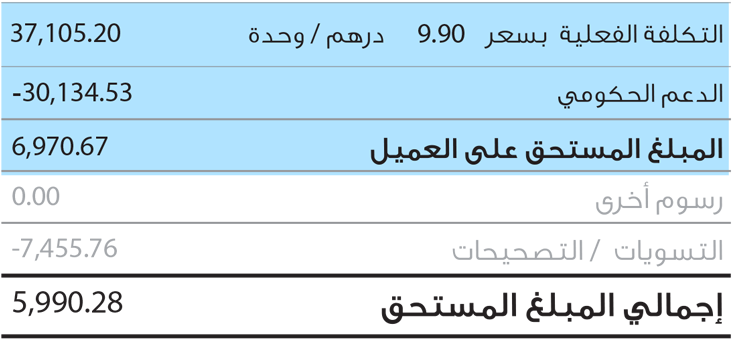 التكلفة الفعلية بسعر 9.90 درهم / وحدة 37,105.20
الدعم الحكومي -30,134.53
المبلغ المستحق على العميل 6,970.67
رسوم أخرى 0.00
التسويات / التصحيحات -7,455.76
إجمالي المبلغ المستحق 5,990.28